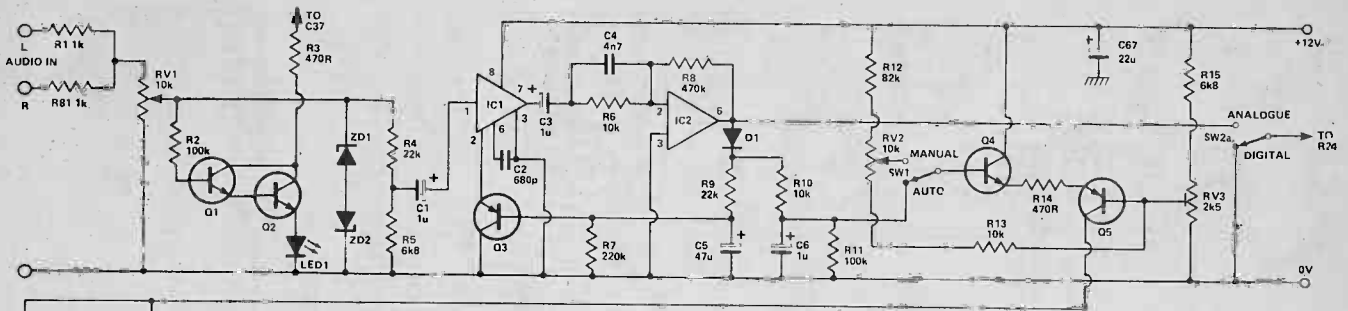 L
AUDIO IN
R
R1 1k
R81 1k
RV1
10k
R2
100k
Q1
Q2
LED1
TO
C37
R3
470R
ZD1
ZD2
R4
22k
R5
6k8
C1
1u
8
1
IC1
7
3
6
2
C2
680p
Q3
C3
1u
C4
4n7
R6
10k
R8
470k
2
3
IC2
6
D1
R9
22k
R10
10k
R7
220k
C5
47u
C6
1u
R11
100k
R12
82k
RV2
10k
MANUAL
SW1
AUTO
Q4
R14
470R
R13
10k
Q5
C67
22u
R15
6k8
RV3
2k5
+12V
ANALOGUE
SW2a
DIGITAL
TO
R24
0V